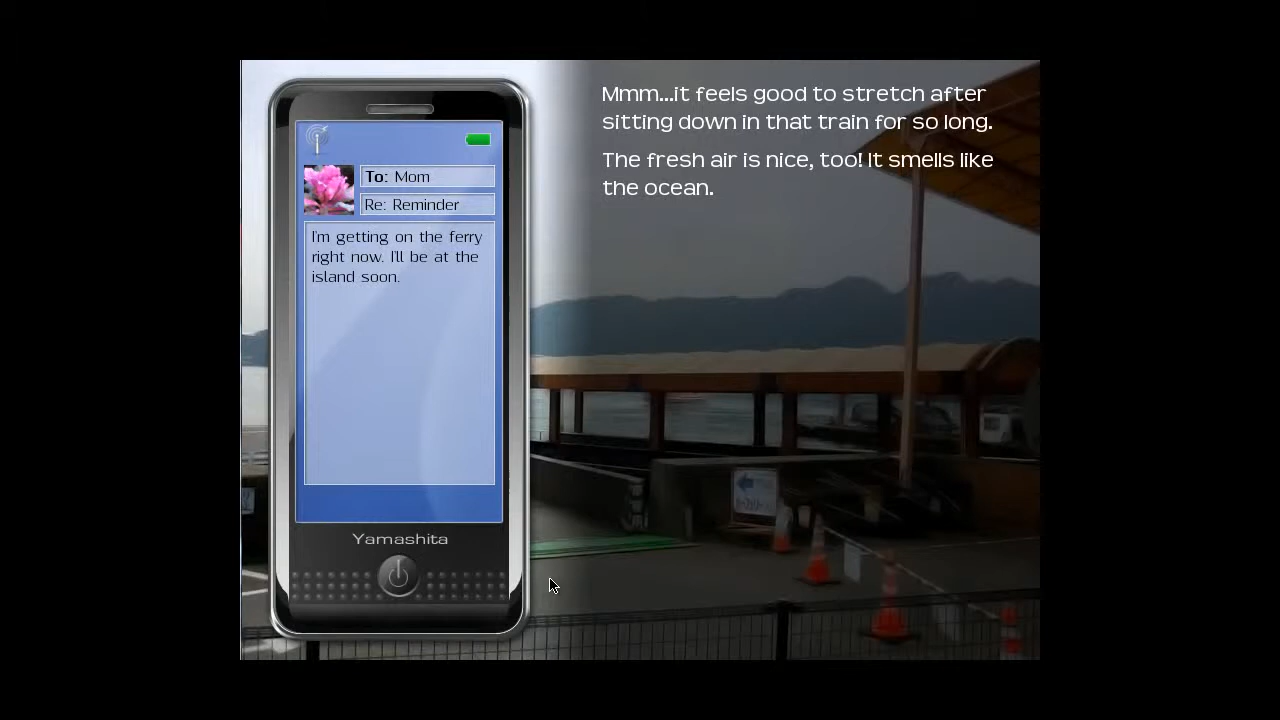 To: Mom
Re: Reminder
I'm getting on the ferry
right now. I'll be at the
island soon.
Yamashita
Mmm...it feels good to stretch after
sitting down in that train for so long.
The fresh air is nice, too! It smells like
the ocean.